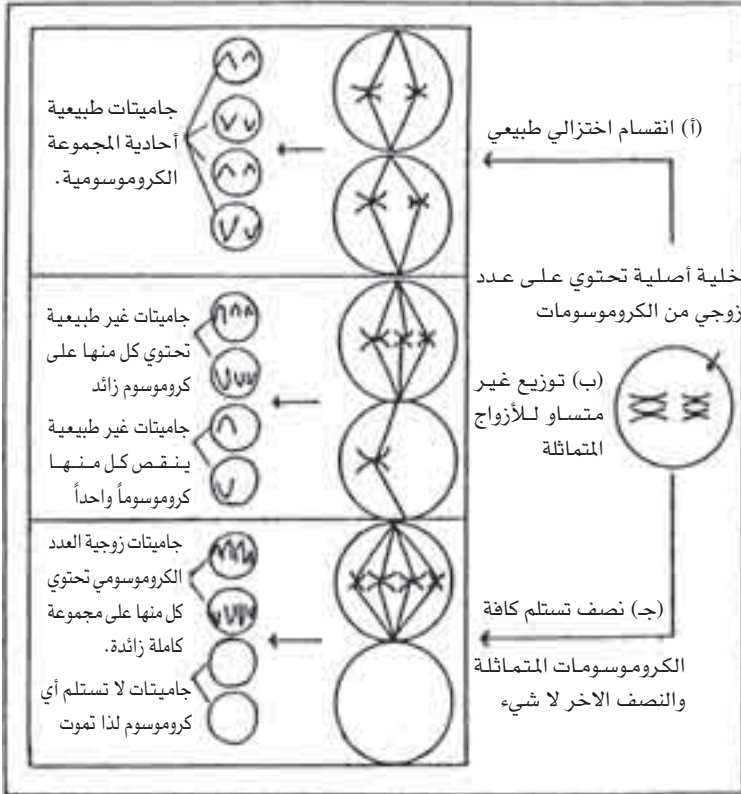 (أ) انقسام اختزالي طبيعي
جاميتات طبيعية
أحادية المجموعة
الكروموسومية.
خلية أصلية تحتوي على عدد
زوجي من الكروموسومات
(ب) توزيع غير
متساو للأزواج
المتماثلة
جاميتات غير طبيعية
تحتوي كل منها على
كروموسوم زائد
جاميتات غير طبيعية
ينقص كل منها
كروموسوماً واحداً
(جـ) نصف تستلم كافة
الكروموسومات المتماثلة
والنصف الاخر لا شيء
جاميتات زوجية العدد
الكروموسومي تحتوي
كل منها على مجموعة
كاملة زائدة.
جاميتات لا تستلم أي
كروموسوم لذا تموت